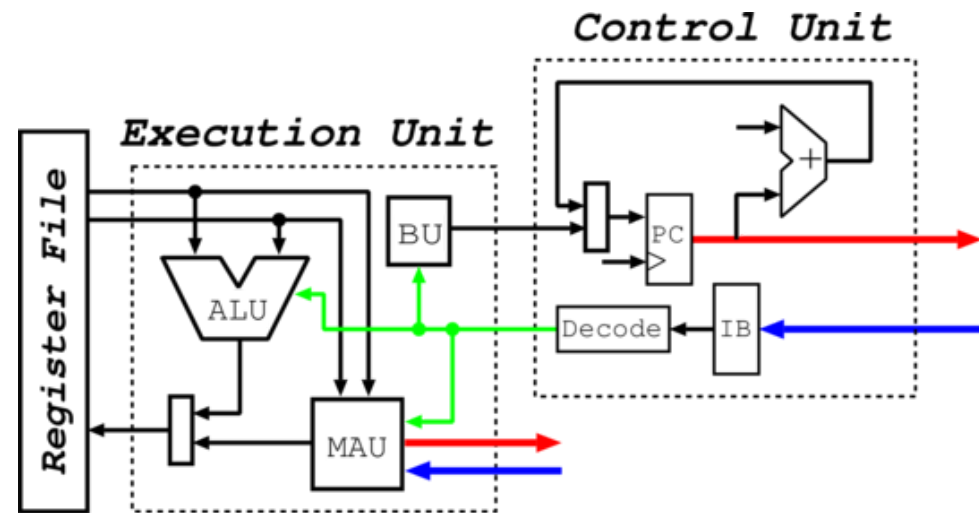 Control Unit
Execution Unit
Register File
+
BU
PC
ALU
Decode
IB
MAU